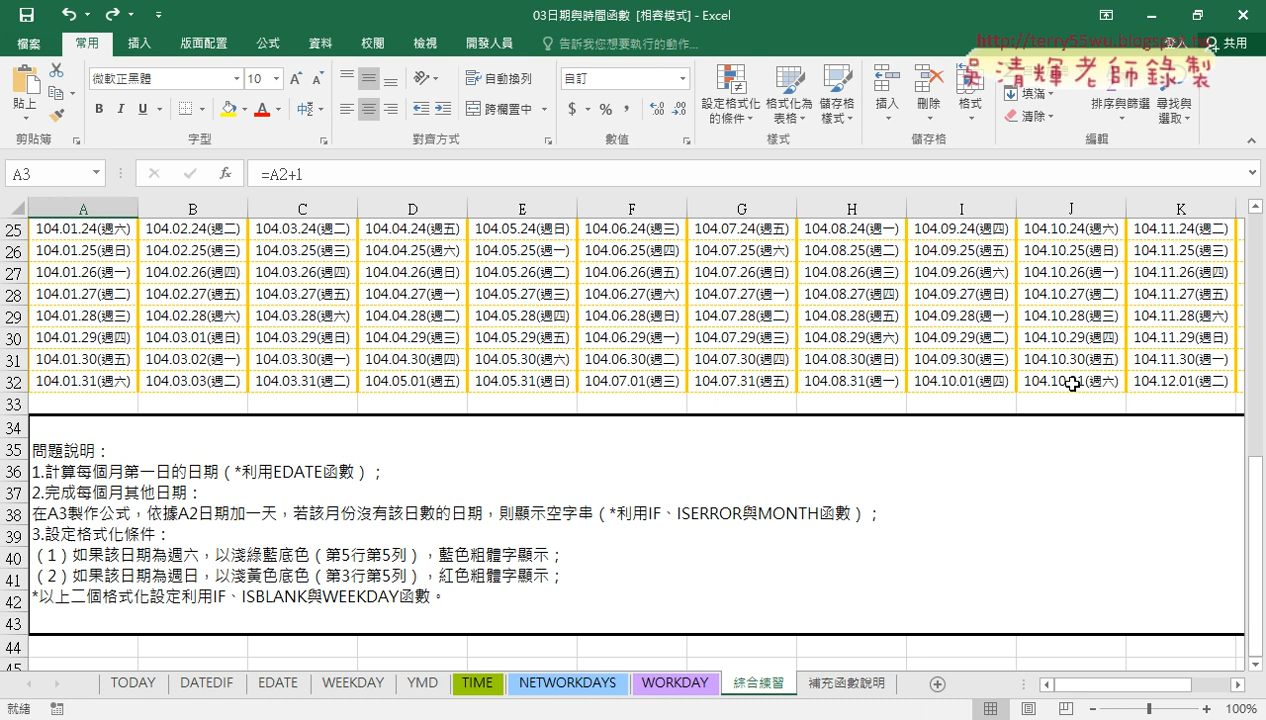 03日期與時間函數 [相容模式] - Excel
http://terry55wu.blogspot.tw
吳清輝老師錄製
檔案 常用 插入 版面配置 公式 資料 校閱 檢視 開發人員 告訴我您想要執行的動作... 登入 共用
貼上 微軟正黑體 10 自動換列 自訂 設定格式化的條件 格式化為表格 儲存格樣式 插入 刪除 格式 填滿 清除 排序與篩選 尋找與選取
B I U 跨欄置中 $ % ,
剪貼簿 字型 對齊方式 數值 樣式 儲存格 編輯
A3 fx =A2+1
A B C D E F G H I J K
25 104.01.24(週六) 104.02.24(週二) 104.03.24(週二) 104.04.24(週五) 104.05.24(週日) 104.06.24(週三) 104.07.24(週五) 104.08.24(週一) 104.09.24(週四) 104.10.24(週六) 104.11.24(週二)
26 104.01.25(週日) 104.02.25(週三) 104.03.25(週三) 104.04.25(週六) 104.05.25(週一) 104.06.25(週四) 104.07.25(週六) 104.08.25(週二) 104.09.25(週五) 104.10.25(週日) 104.11.25(週三)
27 104.01.26(週一) 104.02.26(週四) 104.03.26(週四) 104.04.26(週日) 104.05.26(週二) 104.06.26(週五) 104.07.26(週日) 104.08.26(週三) 104.09.26(週六) 104.10.26(週一) 104.11.26(週四)
28 104.01.27(週二) 104.02.27(週五) 104.03.27(週五) 104.04.27(週一) 104.05.27(週三) 104.06.27(週六) 104.07.27(週一) 104.08.27(週四) 104.09.27(週日) 104.10.27(週二) 104.11.27(週五)
29 104.01.28(週三) 104.02.28(週六) 104.03.28(週六) 104.04.28(週二) 104.05.28(週四) 104.06.28(週日) 104.07.28(週二) 104.08.28(週五) 104.09.28(週一) 104.10.28(週三) 104.11.28(週六)
30 104.01.29(週四) 104.03.01(週日) 104.03.29(週日) 104.04.29(週三) 104.05.29(週五) 104.06.29(週一) 104.07.29(週三) 104.08.29(週六) 104.09.29(週二) 104.10.29(週四) 104.11.29(週日)
31 104.01.30(週五) 104.03.02(週一) 104.03.30(週一) 104.04.30(週四) 104.05.30(週六) 104.06.30(週二) 104.07.30(週四) 104.08.30(週日) 104.09.30(週三) 104.10.30(週五) 104.11.30(週一)
32 104.01.31(週六) 104.03.03(週二) 104.03.31(週二) 104.05.01(週五) 104.05.31(週日) 104.07.01(週三) 104.07.31(週五) 104.08.31(週一) 104.10.01(週四) 104.10.31(週六) 104.12.01(週二)
33
34
35 問題說明：
36 1.計算每個月第一日的日期（*利用EDATE函數）；
37 2.完成每個月其他日期：
38 在A3製作公式，依據A2日期加一天，若該月份沒有該日數的日期，則顯示空字串（*利用IF、ISERROR與MONTH函數）；
39 3.設定格式化條件：
40 （1）如果該日期為週六，以淺綠藍底色（第5行第5列），藍色粗體字顯示；
41 （2）如果該日期為週日，以淺黃色底色（第3行第5列），紅色粗體字顯示；
42 *以上二個格式化設定利用IF、ISBLANK與WEEKDAY函數。
43
44
45
TODAY DATEDIF EDATE WEEKDAY YMD TIME NETWORKDAYS WORKDAY 綜合練習 補充函數說明
就緒 100%